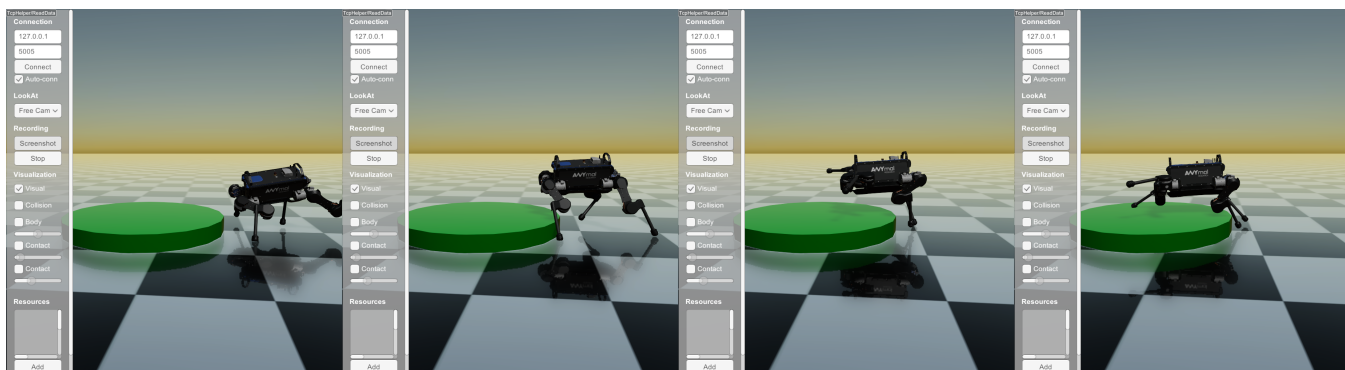 TcpHelper/ReadData
Connection
127.0.0.1
5005
Connect
Auto-conn
LookAt
Free Cam
Recording
Screenshot
Stop
Visualization
Visual
Collision
Body
Contact
Contact
Resources
Add
ANYmal
TcpHelper/ReadData
Connection
127.0.0.1
5005
Connect
Auto-conn
LookAt
Free Cam
Recording
Screenshot
Stop
Visualization
Visual
Collision
Body
Contact
Contact
Resources
Add
ANYmal
TcpHelper/ReadData
Connection
127.0.0.1
5005
Connect
Auto-conn
LookAt
Free Cam
Recording
Screenshot
Stop
Visualization
Visual
Collision
Body
Contact
Contact
Resources
Add
ANYmal
TcpHelper/ReadData
Connection
127.0.0.1
5005
Connect
Auto-conn
LookAt
Free Cam
Recording
Screenshot
Stop
Visualization
Visual
Collision
Body
Contact
Contact
Resources
Add
ANYmal